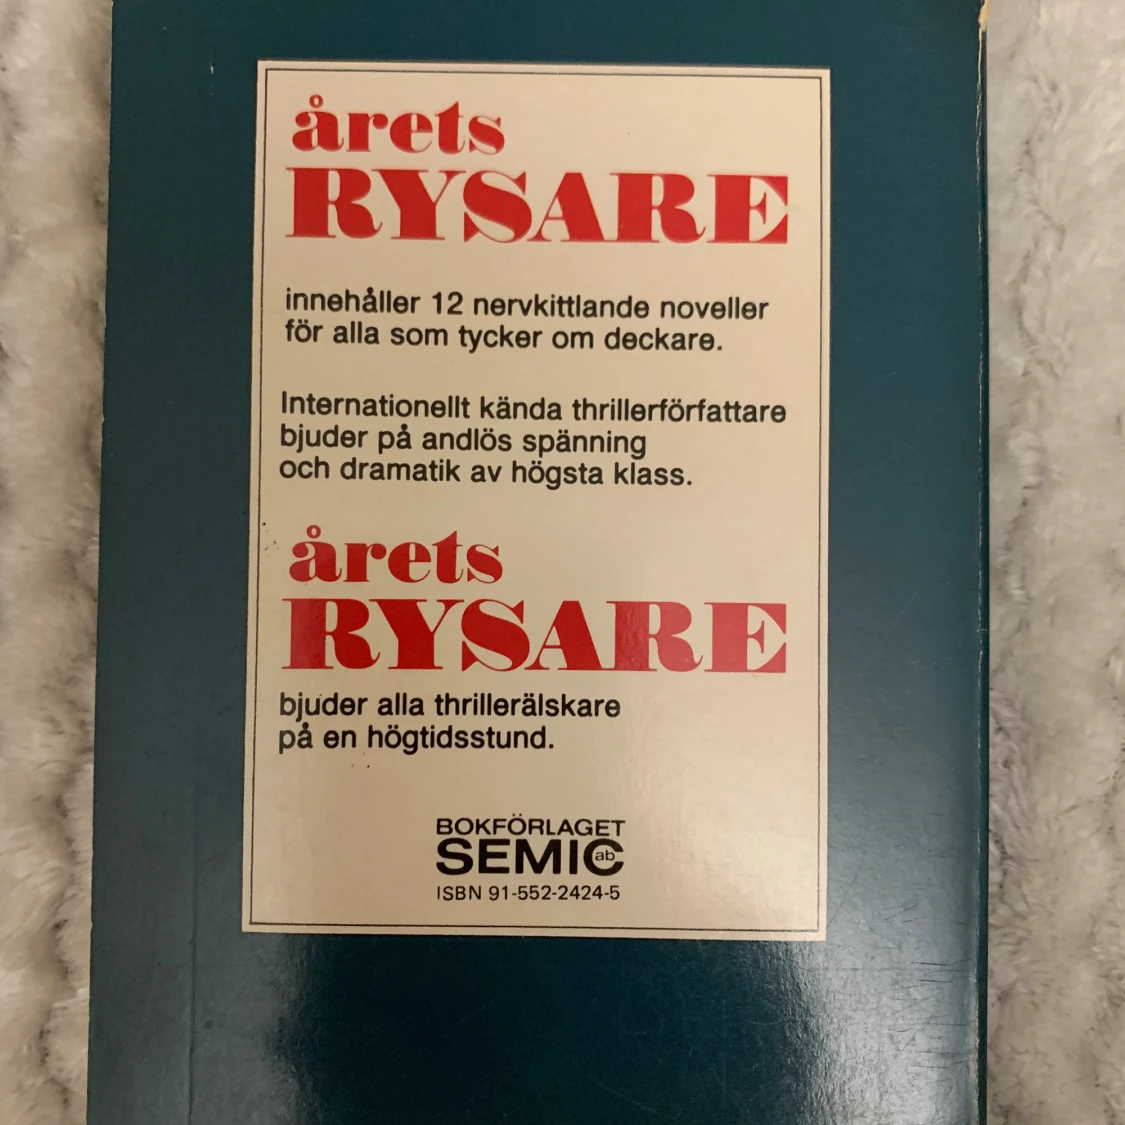 årets
RYSARE
innehåller 12 nervkittlande noveller
för alla som tycker om deckare.
Internationellt kända thrillerförfattare
bjuder på andlös spänning
och dramatik av högsta klass.
årets
RYSARE
bjuder alla thrillerälskare
på en högtidsstund.
BOKFÖRLAGET
SEMIC ab
ISBN 91-552-2424-5